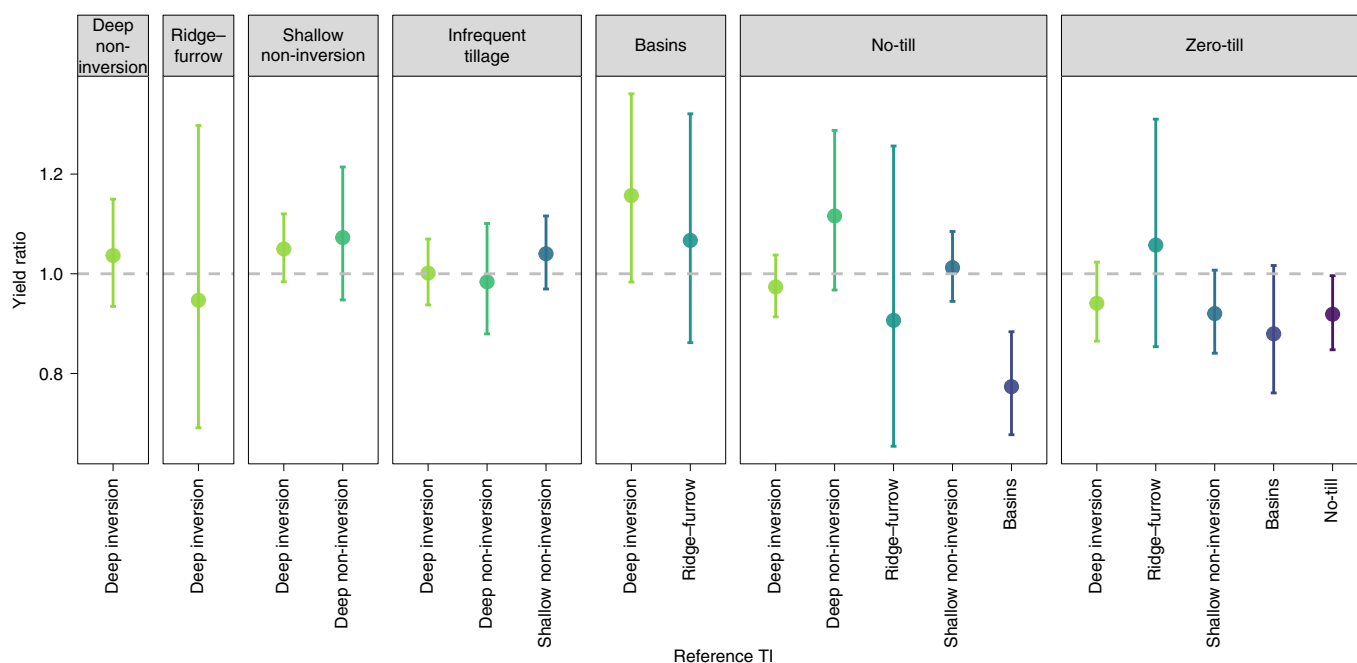 Deep
non-
inversion
Ridge–
furrow
Shallow
non-inversion
Infrequent
tillage
Basins
No-till
Zero-till
Yield ratio
1.2
1.0
0.8
Deep inversion
Deep inversion
Deep inversion
Deep non-inversion
Deep inversion
Deep non-inversion
Shallow non-inversion
Deep inversion
Ridge–furrow
Deep inversion
Deep non-inversion
Ridge–furrow
Shallow non-inversion
Basins
Deep inversion
Ridge–furrow
Shallow non-inversion
Basins
No-till
Reference TI